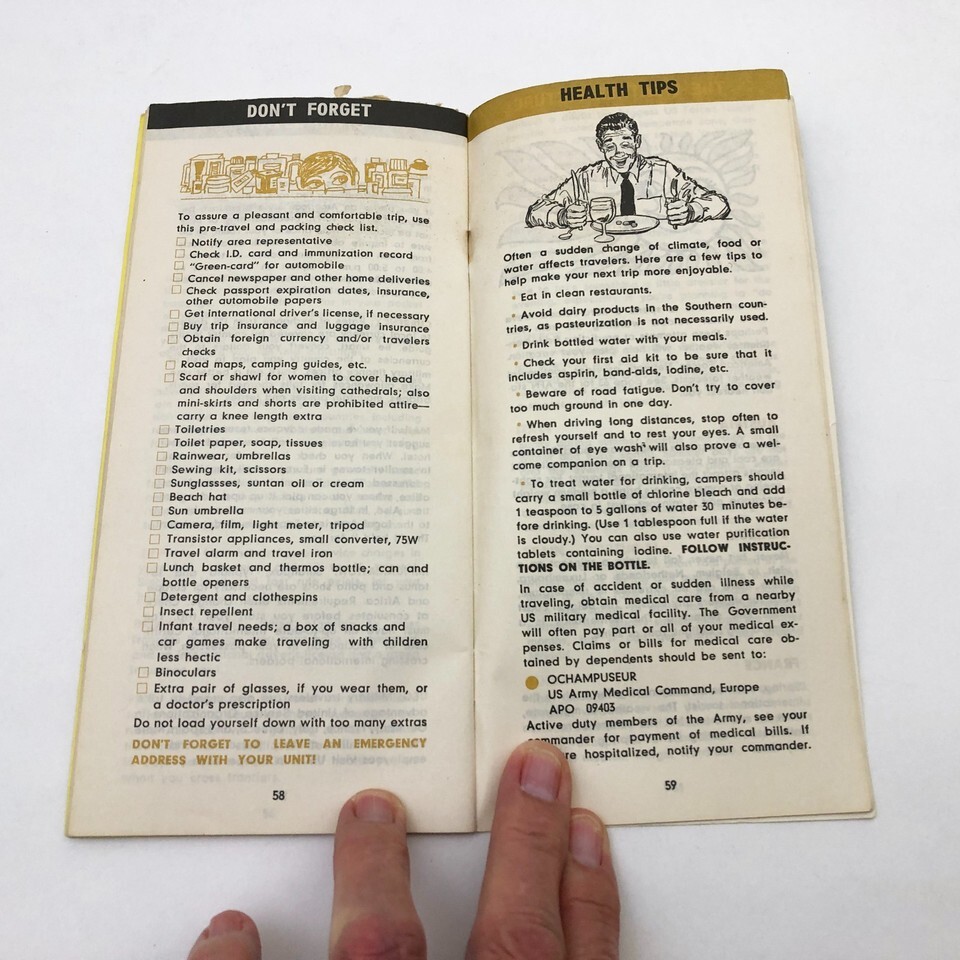 DON'T FORGET
To assure a pleasant and comfortable trip, use
this pre-travel and packing check list.
Notify area representative
Check I.D. card and immunization record
"Green-card" for automobile
Cancel newspaper and other home deliveries
Check passport expiration dates, insurance,
other automobile papers
Get international driver's license, if necessary
Buy trip insurance and luggage insurance
Obtain foreign currency and/or travelers
checks
Road maps, camping guides, etc.
Scarf or shawl for women to cover head
and shoulders when visiting cathedrals; also
mini-skirts and shorts are prohibited attire—
carry a knee length extra
Toiletries
Toilet paper, soap, tissues
Rainwear, umbrellas
Sewing kit, scissors
Sunglassses, suntan oil or cream
Beach hat
Sun umbrella
Camera, film, light meter, tripod
Transistor appliances, small converter, 75W
Travel alarm and travel iron
Lunch basket and thermos bottle; can and
bottle openers
Detergent and clothespins
Insect repellent
Infant travel needs; a box of snacks and
car games make traveling with children
less hectic
Binoculars
Extra pair of glasses, if you wear them, or
a doctor's prescription
Do not load yourself down with too many extras
DON'T FORGET TO LEAVE AN EMERGENCY
ADDRESS WITH YOUR UNIT!
58
HEALTH TIPS
Often a sudden change of climate, food or
water affects travelers. Here are a few tips to
help make your next trip more enjoyable.
• Eat in clean restaurants.
• Avoid dairy products in the Southern coun-
tries, as pasteurization is not necessarily used.
• Drink bottled water with your meals.
• Check your first aid kit to be sure that it
includes aspirin, band-aids, iodine, etc.
• Beware of road fatigue. Don't try to cover
too much ground in one day.
• When driving long distances, stop often to
refresh yourself and to rest your eyes. A small
container of eye wash will also prove a wel-
come companion on a trip.
• To treat water for drinking, campers should
carry a small bottle of chlorine bleach and add
1 teaspoon to 5 gallons of water 30 minutes be-
fore drinking. (Use 1 tablespoon full if the water
is cloudy.) You can also use water purification
tablets containing iodine. FOLLOW INSTRUC-
TIONS ON THE BOTTLE.
In case of accident or sudden illness while
traveling, obtain medical care from a nearby
US military medical facility. The Government
will often pay part or all of your medical ex-
penses. Claims or bills for medical care ob-
tained by dependents should be sent to:
OCHAMPUSEUR
US Army Medical Command, Europe
APO 09403
Active duty members of the Army, see your
commander for payment of medical bills. If
hospitalized, notify your commander.
59